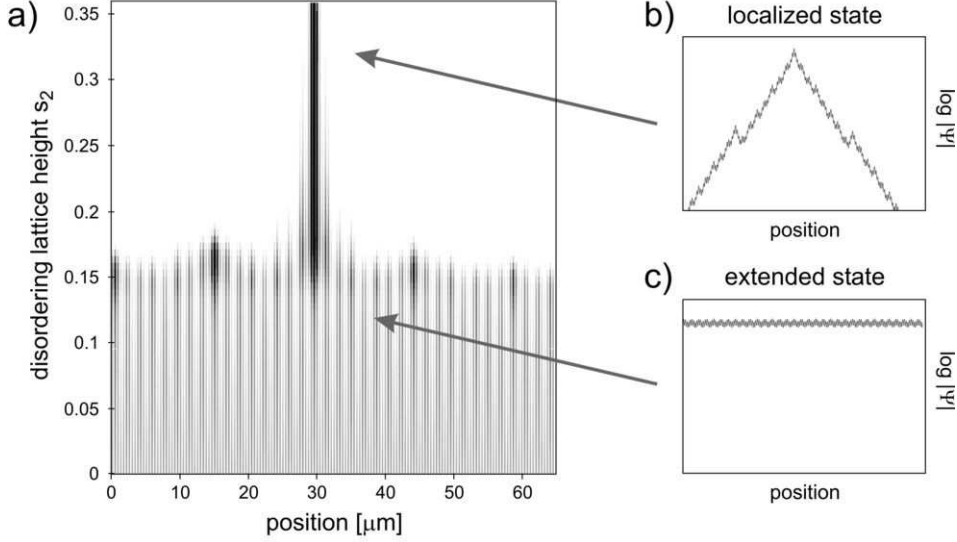 a)
disordering lattice height s₂
0.35
0.3
0.25
0.2
0.15
0.1
0.05
0
0 10 20 30 40 50 60
position [μm]
b) localized state
log |Ψ|
position
c) extended state
log |Ψ|
position